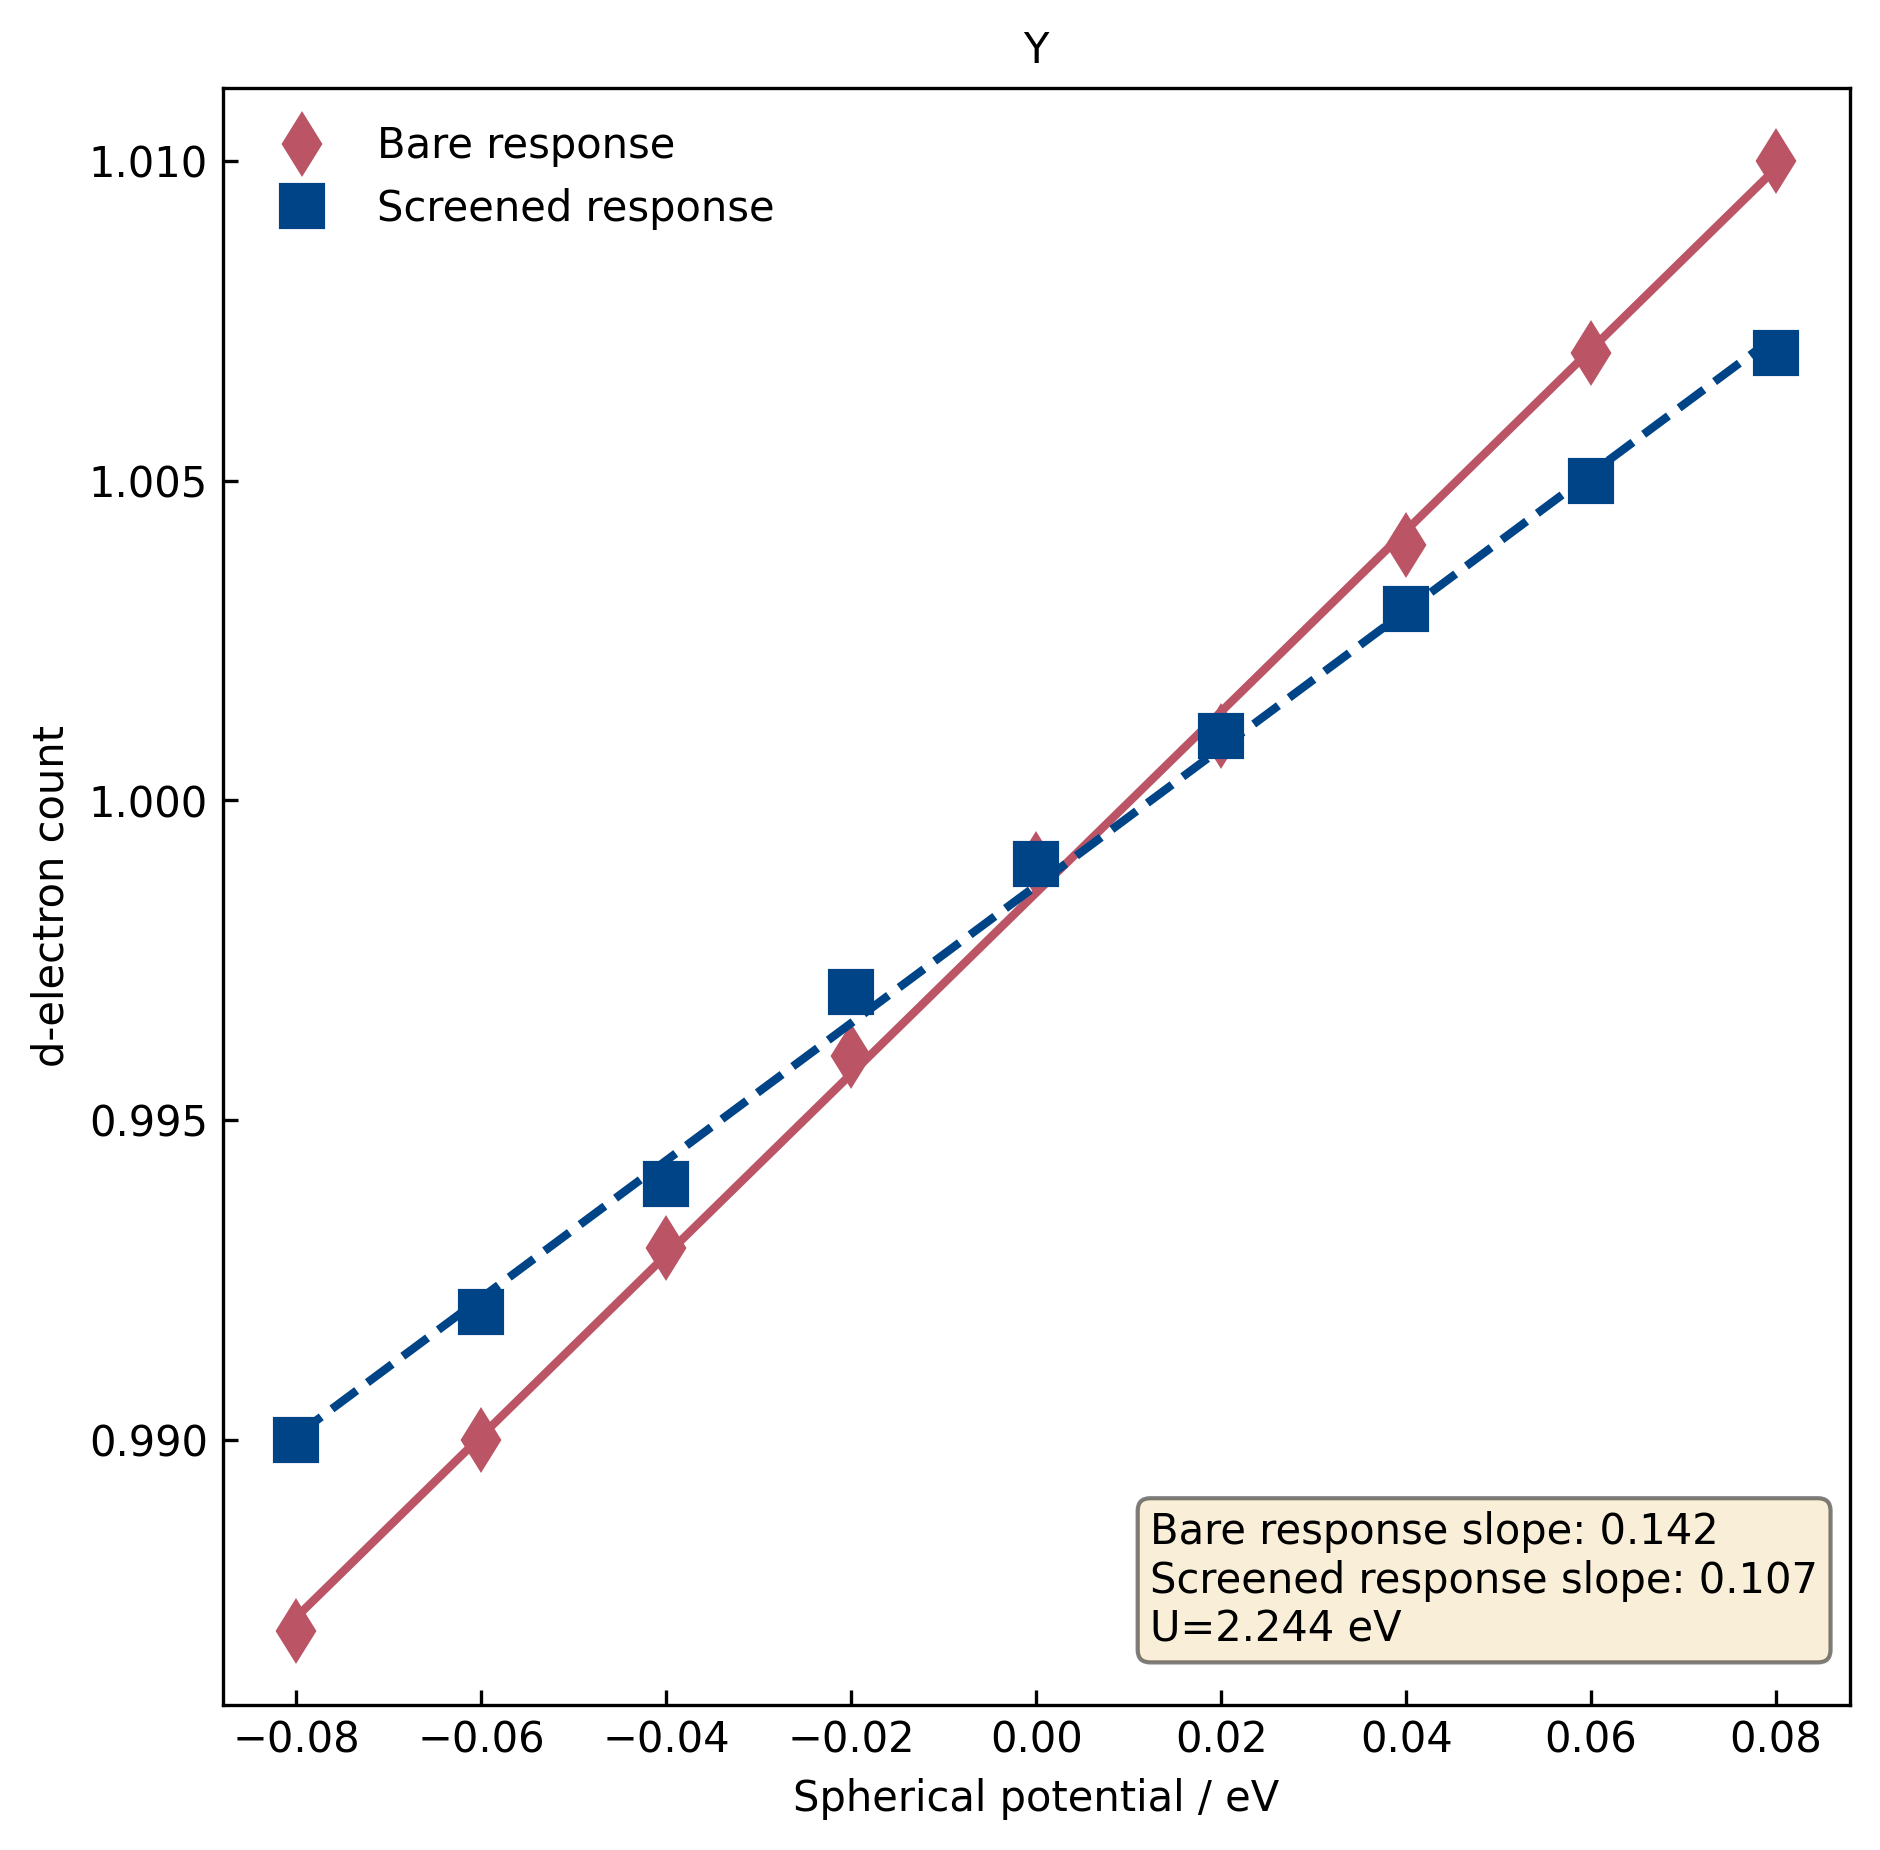 Y
Bare response
Screened response
1.010
1.005
1.000
0.995
0.990
d-electron count
Bare response slope: 0.142
Screened response slope: 0.107
U=2.244 eV
−0.08 −0.06 −0.04 −0.02 0.00 0.02 0.04 0.06 0.08
Spherical potential / eV